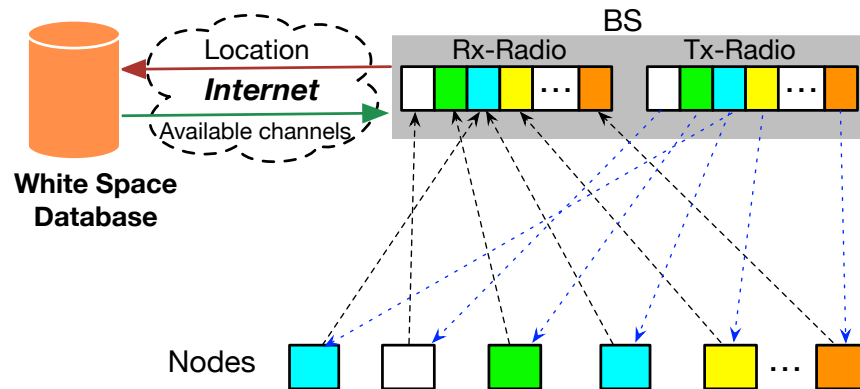 BS
Location
Rx-Radio
Tx-Radio
Internet
...
...
Available channels
White Space
Database
Nodes
...